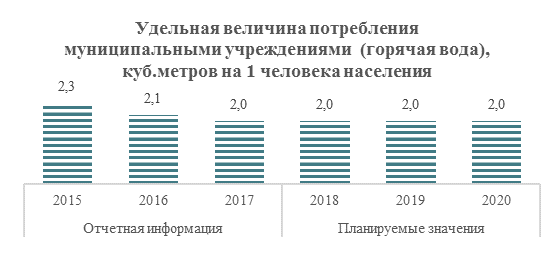 Удельная величина потребления
муниципальными учреждениями (горячая вода),
куб.метров на 1 человека населения
2,3
2,1
2,0
2,0
2,0
2,0
2015
2016
2017
2018
2019
2020
Отчетная информация
Планируемые значения